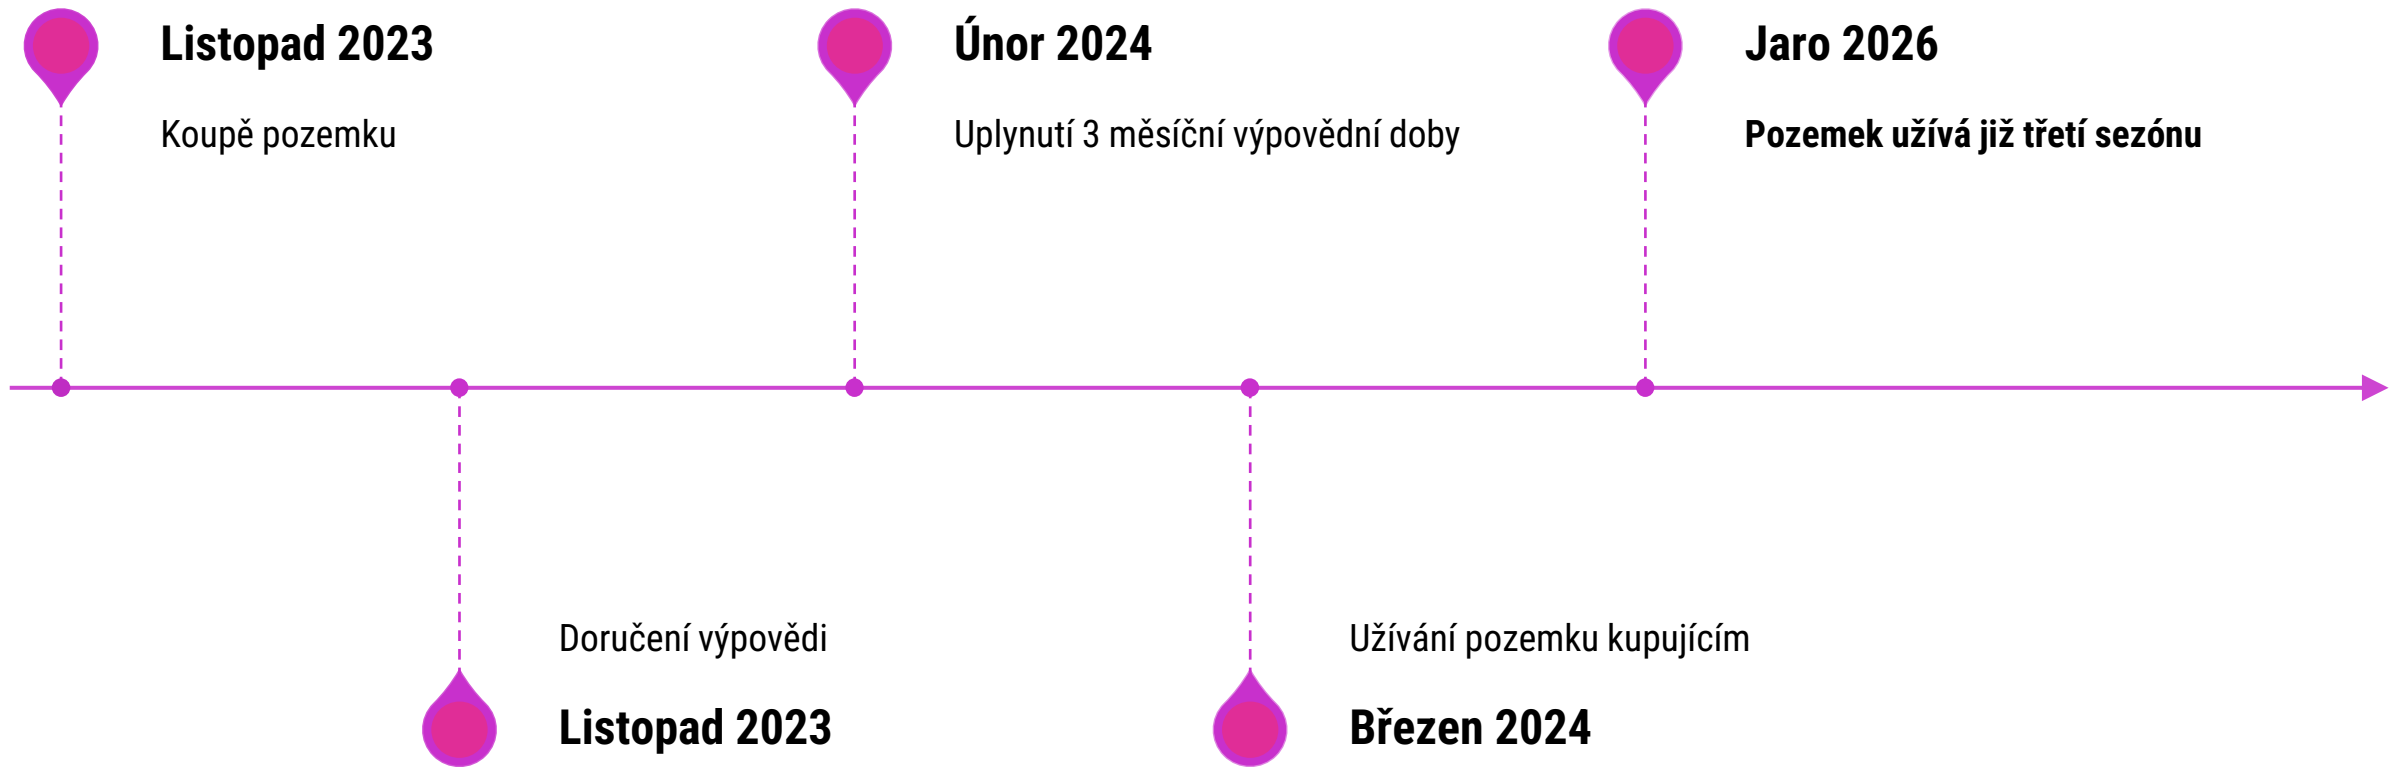 Listopad 2023
Koupě pozemku
Únor 2024
Uplynutí 3 měsíční výpovědní doby
Jaro 2026
Pozemek užívá již třetí sezónu
Doručení výpovědi
Listopad 2023
Užívání pozemku kupujícím
Březen 2024